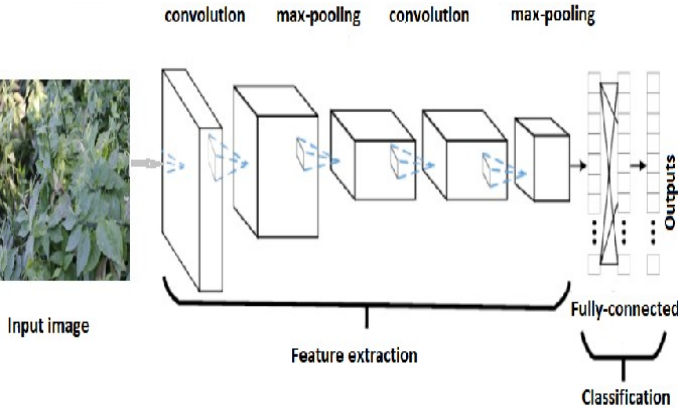 convolution
max-pooling
convolution
max-pooling
Input image
Feature extraction
Fully-connected
Outputs
Classification